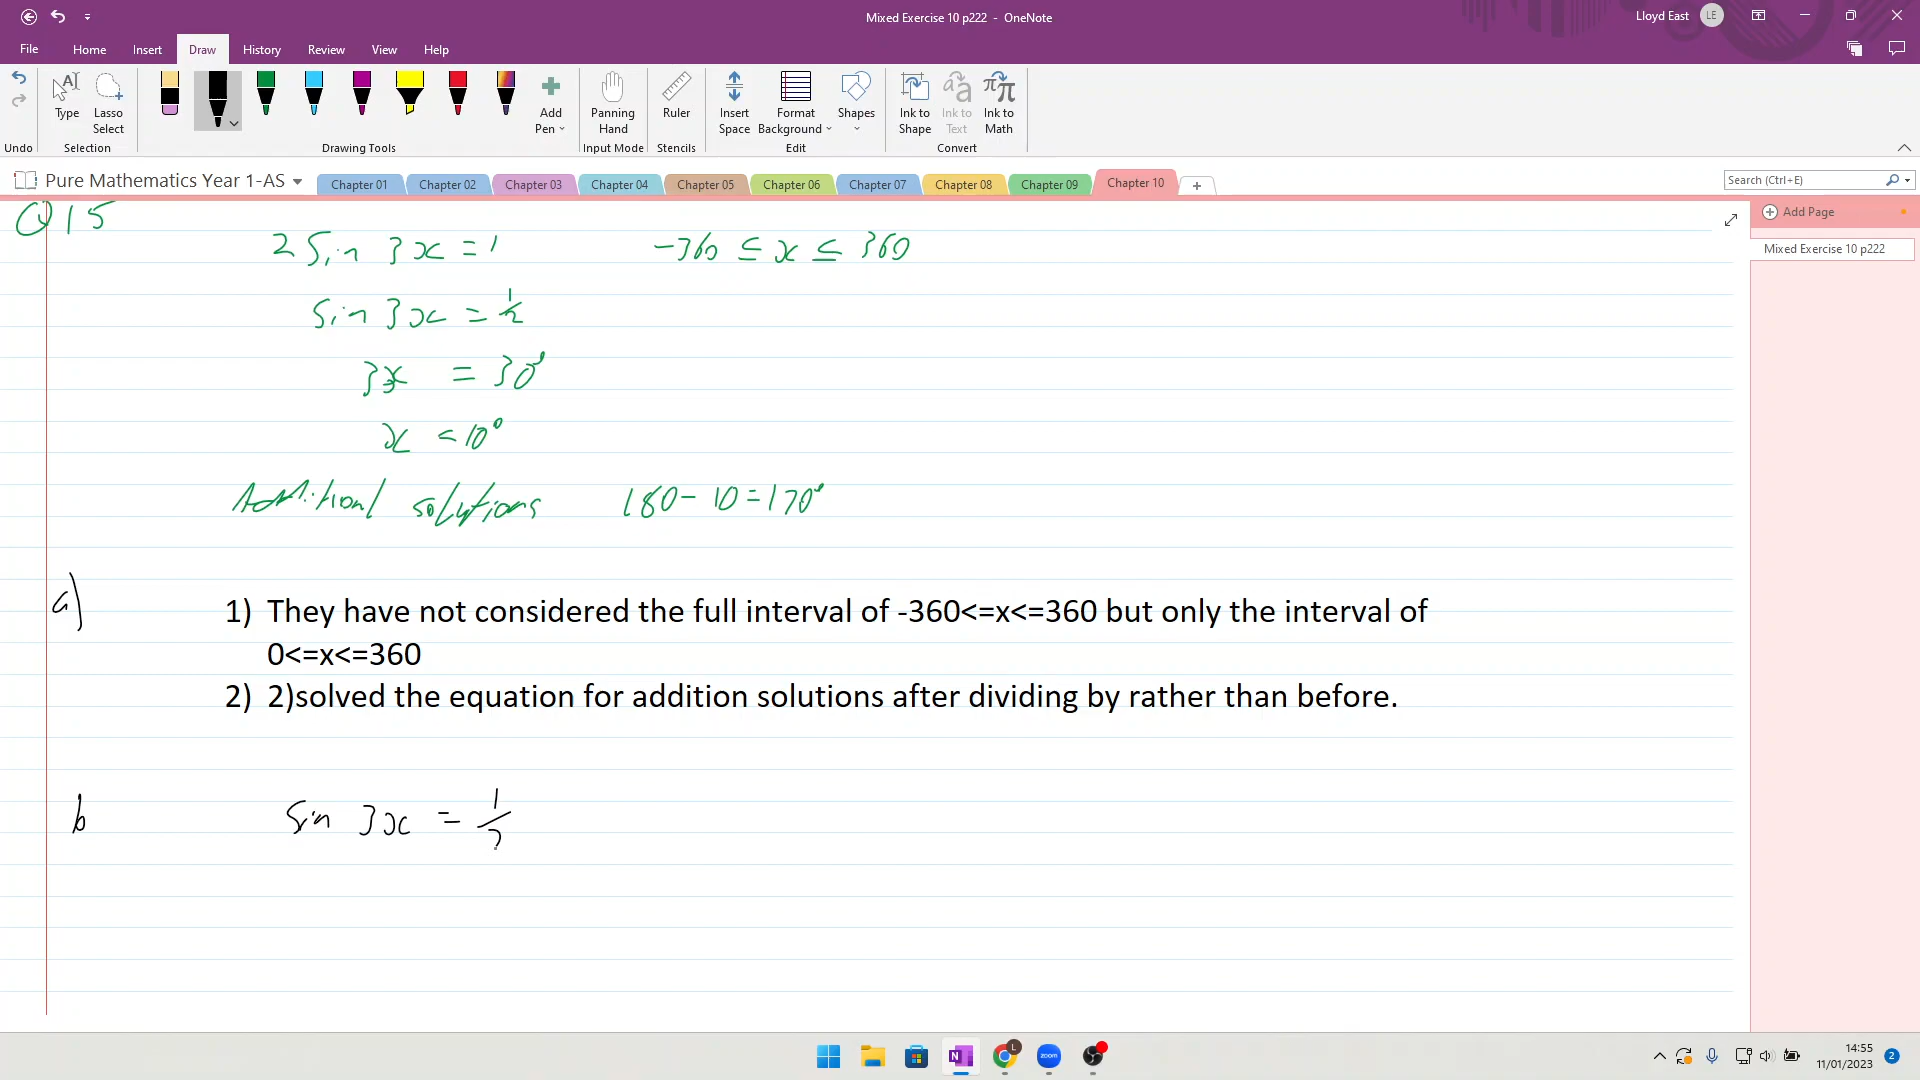 Mixed Exercise 10 p222 - OneNote
Lloyd East LE
File Home Insert Draw History Review View Help
Type Lasso Select Add Pen Panning Hand Ruler Insert Space Format Background Shapes Ink to Shape Ink to Text Ink to Math
Undo Selection Drawing Tools Input Mode Stencils Edit Convert
Pure Mathematics Year 1-AS Chapter 01 Chapter 02 Chapter 03 Chapter 04 Chapter 05 Chapter 06 Chapter 07 Chapter 08 Chapter 09 Chapter 10 Search (Ctrl+E)
Add Page
Mixed Exercise 10 p222
Q15
2 Sin 3x = 1 -360 ≤ x ≤ 360
Sin 3x = 1/2
3x = 30°
x = 10°
Additional solutions 180 - 10 = 170°
a)
1) They have not considered the full interval of -360<=x<=360 but only the interval of
0<=x<=360
2) 2)solved the equation for addition solutions after dividing by rather than before.
b Sin 3x = 1/2
L zoom
14:55
11/01/2023
2